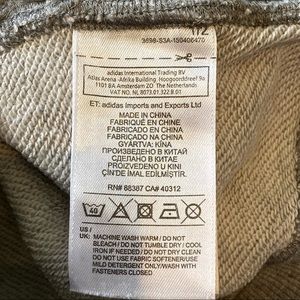 adidas International Trading BV
Atlas Arena -Afrika Building, Hoogoorddreef 9a
1101 BA Amsterdam ZO The Netherlands
VAT NO. NL 8073.01.322 B 01
ET: adidas Imports and Exports Ltd
MADE IN CHINA
FABRIQUÉ EN CHINE
FABRICADO EN CHINA
FABRICADO NA CHINA
GYÁRTVA: KÍNA
ПРОИЗВЕДЕНО В КИТАЙ
СДЕЛАНО В КИТАЕ
PROIZVEDENO U KINI
ÇİN'DE İMAL EDİLMİŞTİR.
RN# 88387 CA# 40312
40
US /
UK- MACHINE WASH WARM / DO NOT
BLEACH / DO NOT TUMBLE DRY / COOL
IRON IF NEEDED / DO NOT DRY CLEAN
DO NOT USE FABRIC SOFTENER/USE
MILD DETERGENT ONLY/WASH WITH
FASTENERS CLOSED